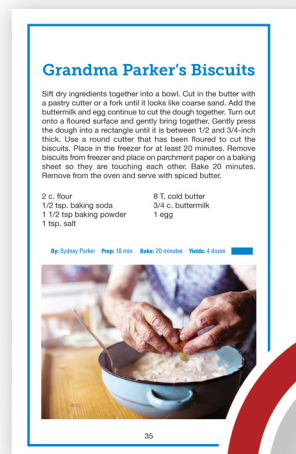 Grandma Parker's Biscuits
Sift dry ingredients together into a bowl. Cut in the butter with
a pastry cutter or a fork until it looks like coarse sand. Add the
buttermilk and egg continue to cut the dough together. Turn out
onto a floured surface and gently bring together. Gently press
the dough into a rectangle until it is between 1/2 and 3/4-inch
thick. Use a round cutter that has been floured to cut the
biscuits. Place in the freezer for at least 20 minutes. Remove
biscuits from freezer and place on parchment paper on a baking
sheet so they are touching each other. Bake 20 minutes.
Remove from the oven and serve with spiced butter.
2 c. flour
1/2 tsp. baking soda
1 1/2 tsp baking powder
1 tsp. salt
8 T. cold butter
3/4 c. buttermilk
1 egg
By: Sydney Parker Prep: 18 min. Bake: 20 minutes Yields: 4 dozen
35